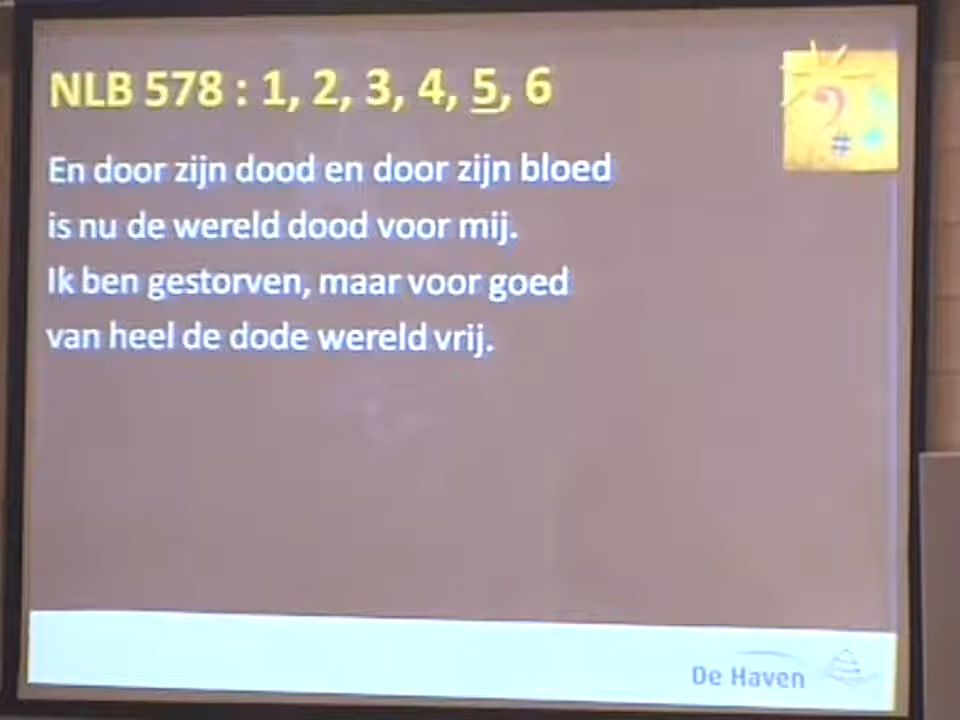 NLB 578 : 1, 2, 3, 4, 5, 6
En door zijn dood en door zijn bloed
is nu de wereld dood voor mij.
Ik ben gestorven, maar voor goed
van heel de dode wereld vrij.
De Haven